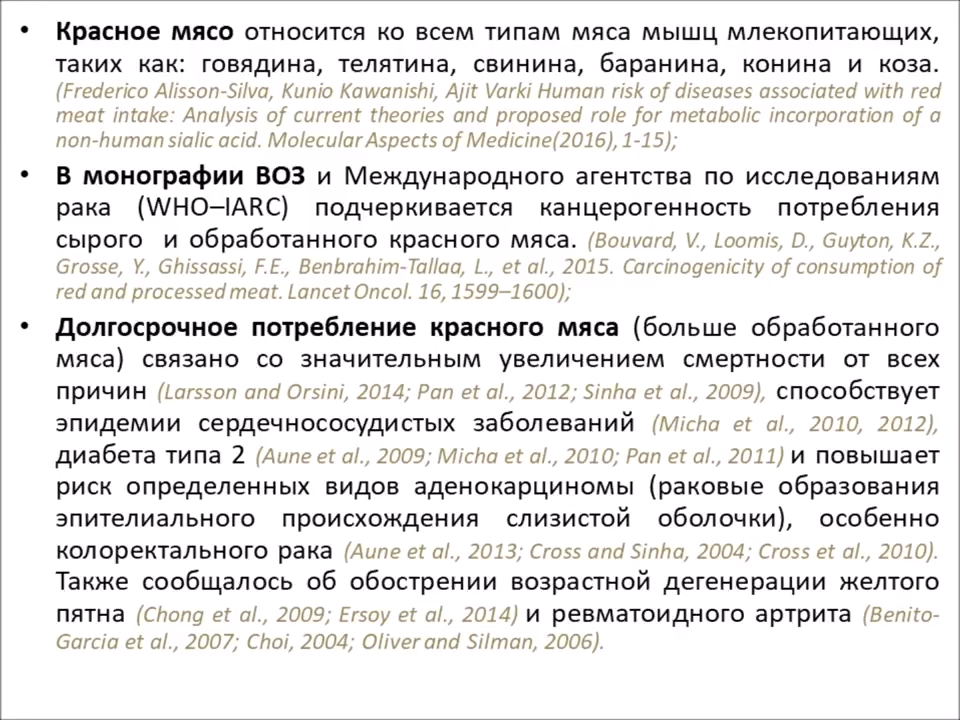 • Красное мясо относится ко всем типам мяса мышц млекопитающих,
таких как: говядина, телятина, свинина, баранина, конина и коза.
(Frederico Alisson-Silva, Kunio Kawanishi, Ajit Varki Human risk of diseases associated with red
meat intake: Analysis of current theories and proposed role for metabolic incorporation of a
non-human sialic acid. Molecular Aspects of Medicine(2016), 1-15);
• В монографии ВОЗ и Международного агентства по исследованиям
рака (WHO–IARC) подчеркивается канцерогенность потребления
сырого и обработанного красного мяса. (Bouvard, V., Loomis, D., Guyton, K.Z.,
Grosse, Y., Ghissassi, F.E., Benbrahim-Tallaa, L., et al., 2015. Carcinogenicity of consumption of
red and processed meat. Lancet Oncol. 16, 1599–1600);
• Долгосрочное потребление красного мяса (больше обработанного
мяса) связано со значительным увеличением смертности от всех
причин (Larsson and Orsini, 2014; Pan et al., 2012; Sinha et al., 2009), способствует
эпидемии сердечнососудистых заболеваний (Micha et al., 2010, 2012),
диабета типа 2 (Aune et al., 2009; Micha et al., 2010; Pan et al., 2011) и повышает
риск определенных видов аденокарциномы (раковые образования
эпителиального происхождения слизистой оболочки), особенно
колоректального рака (Aune et al., 2013; Cross and Sinha, 2004; Cross et al., 2010).
Также сообщалось об обострении возрастной дегенерации желтого
пятна (Chong et al., 2009; Ersoy et al., 2014) и ревматоидного артрита (Benito-
Garcia et al., 2007; Choi, 2004; Oliver and Silman, 2006).